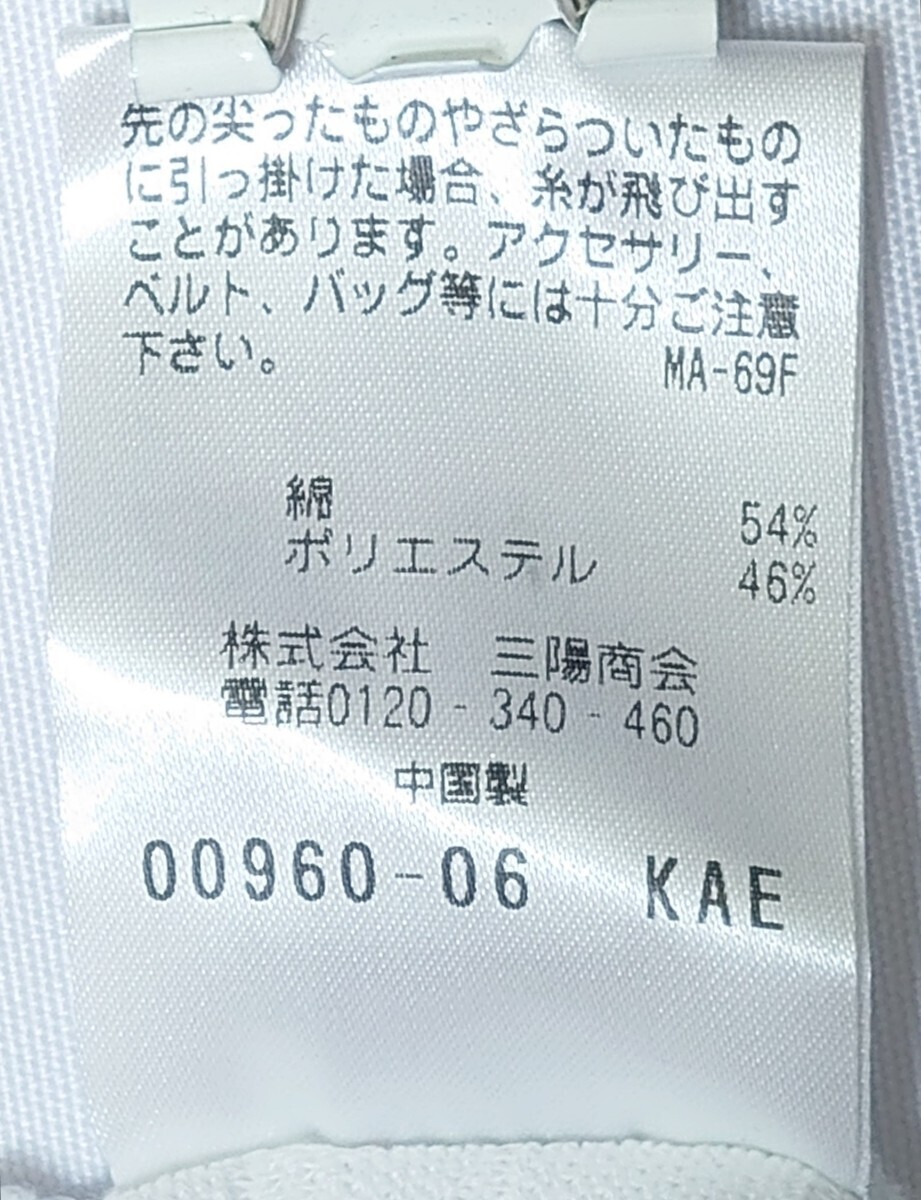 先の尖ったものやざらついたもの
に引っ掛けた場合、糸が飛び出す
ことがあります。アクセサリー、
ベルト、バッグ等には十分ご注意
下さい。 MA-69F
綿 54%
ポリエステル 46%
株式会社 三陽商会
電話0120-340-460
中国製
00960-06 KAE